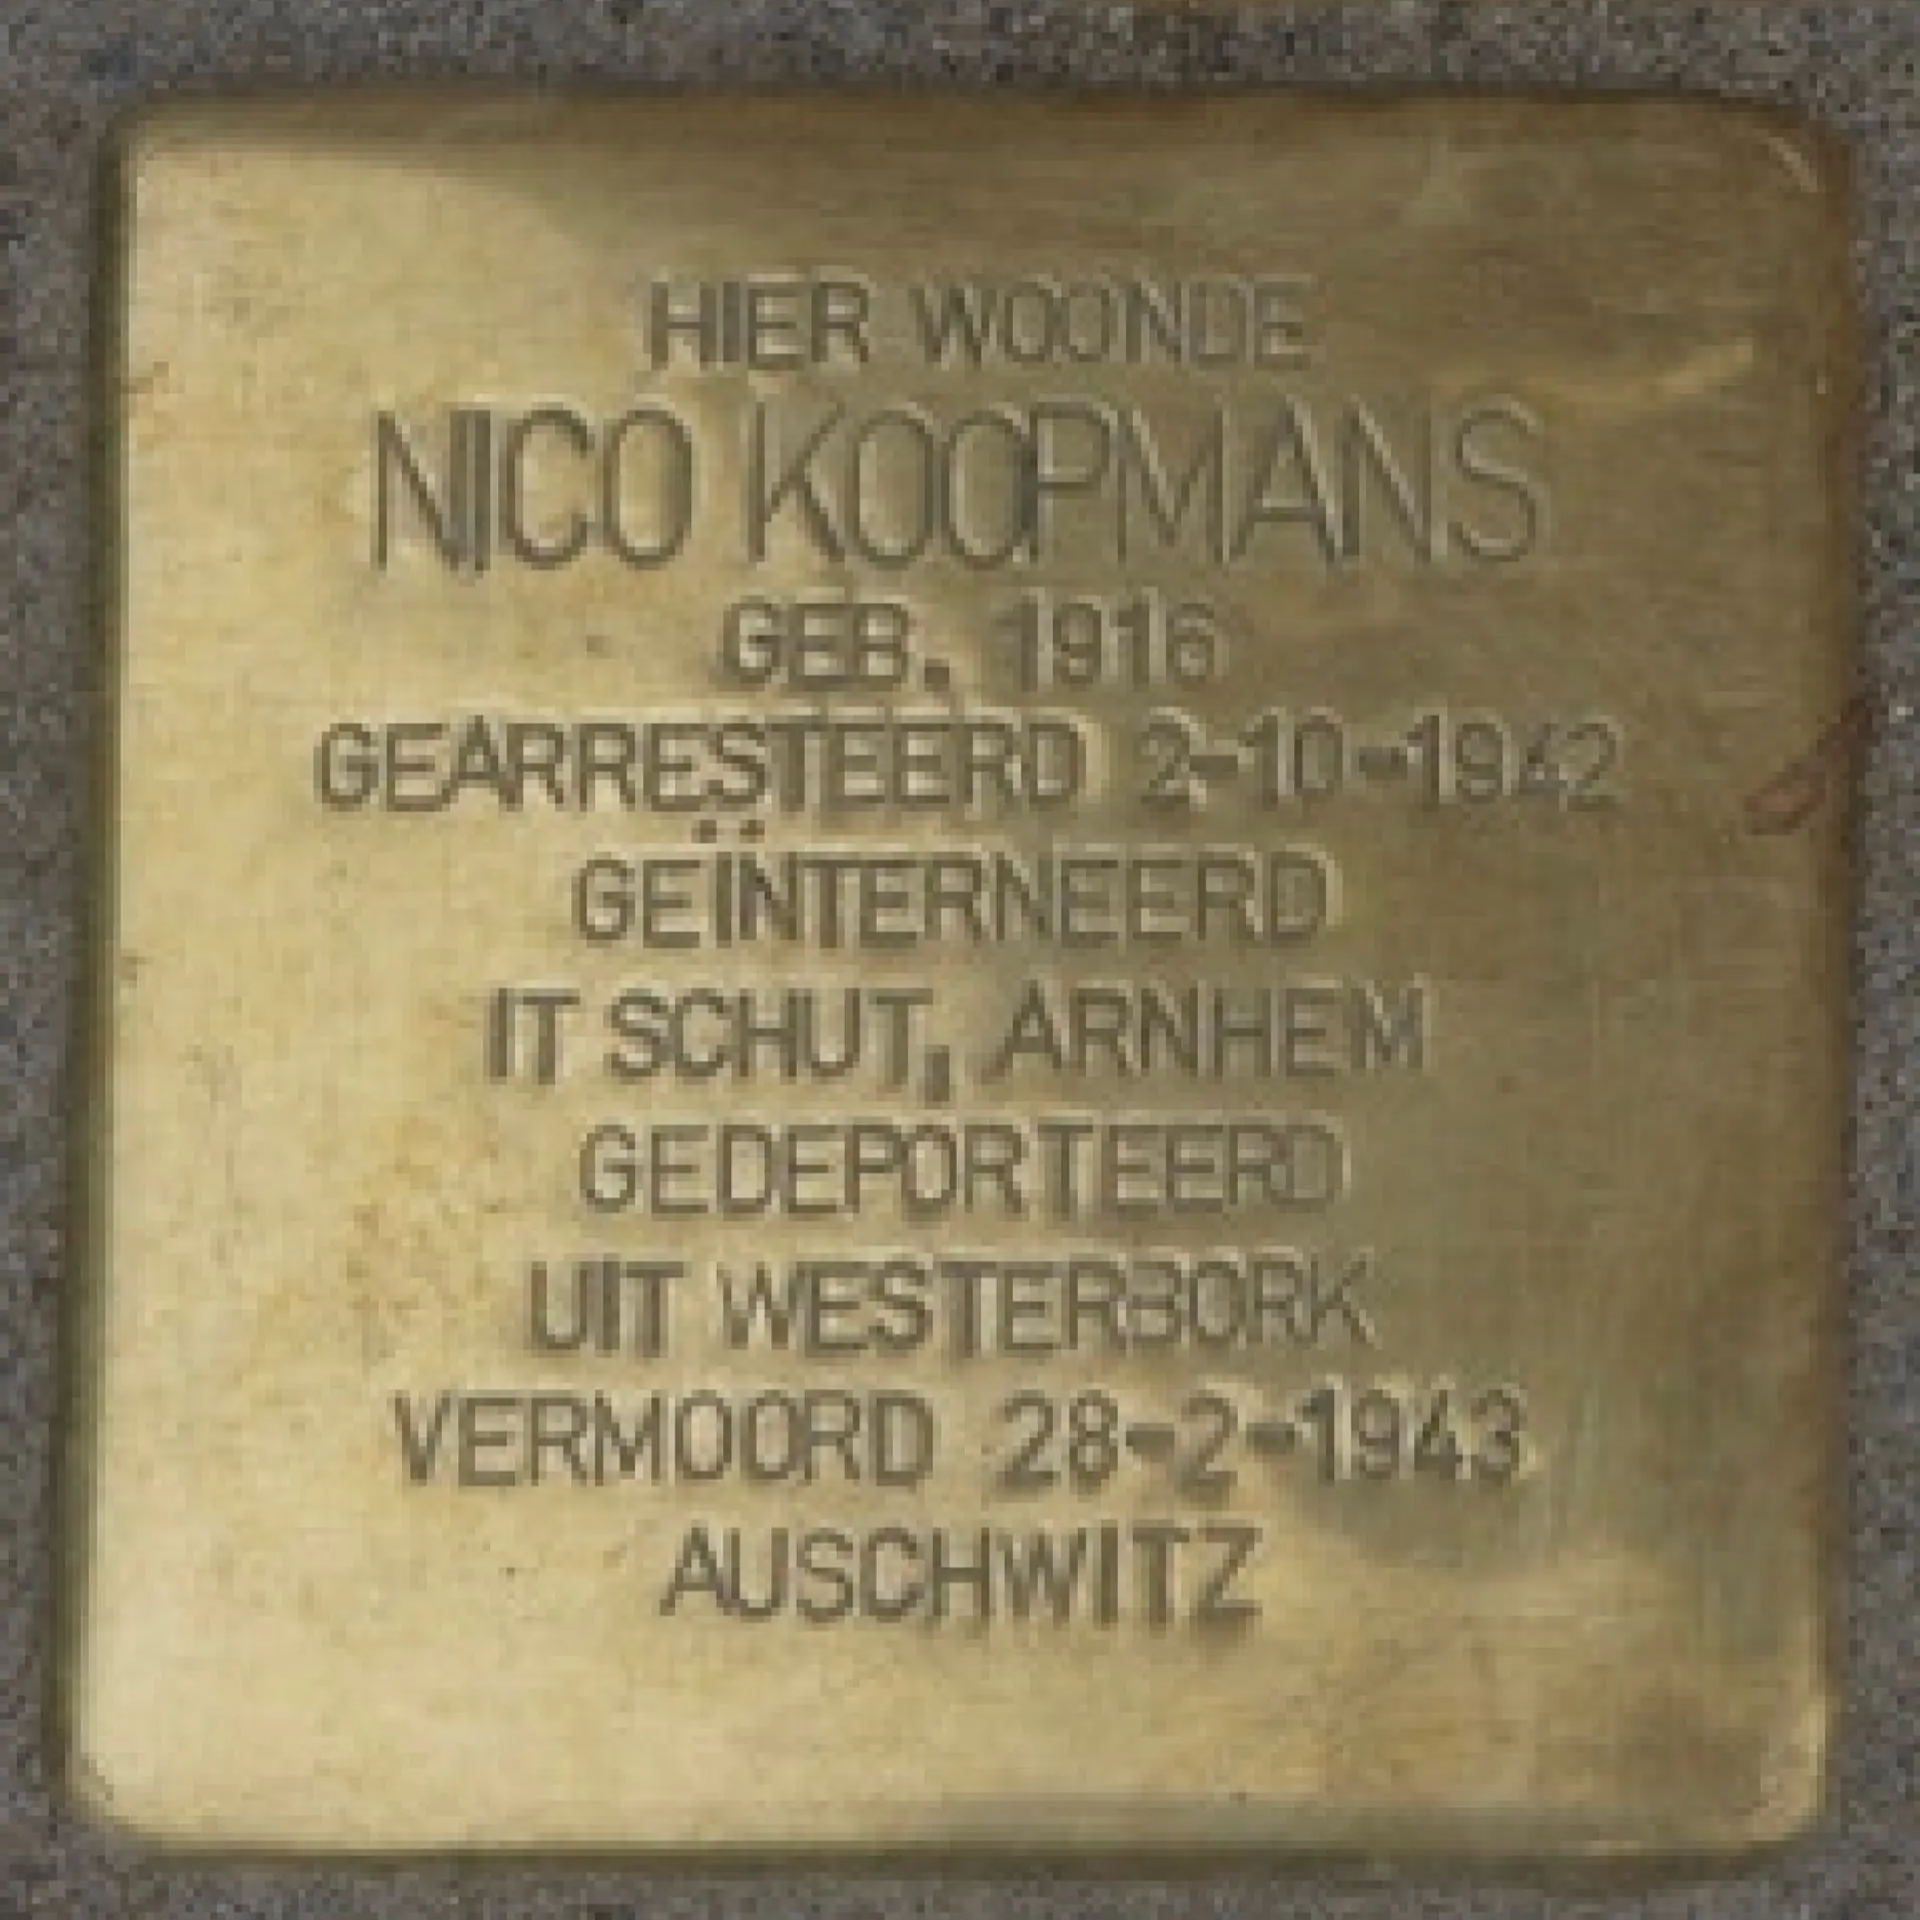 HIER WOONDE
NICO KOOPMANS
GEB. 1916
GEARRESTEERD 2-10-1942
GEÏNTERNEERD
IT SCHUT, ARNHEM
GEDEPORTEERD
UIT WESTERBORK
VERMOORD 28-2-1943
AUSCHWITZ